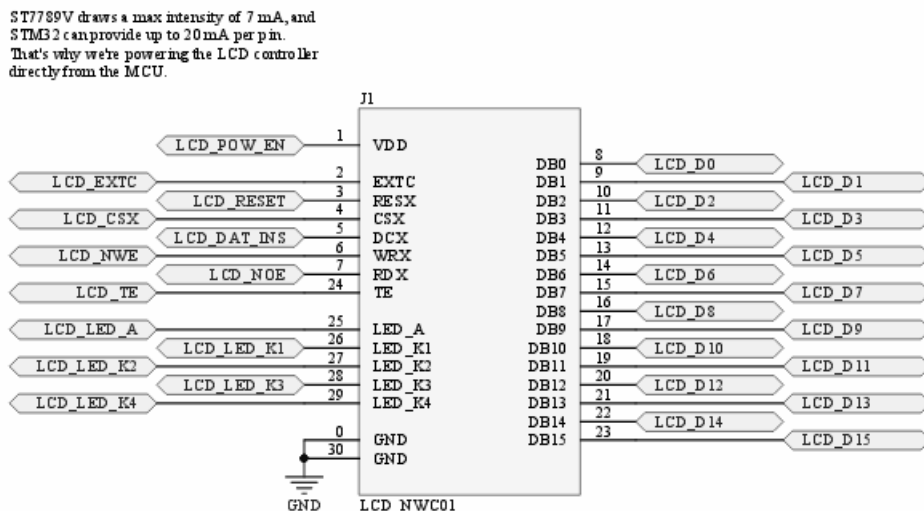 ST7789V draws a max intensity of 7 mA, and
STM32 can provide up to 20 mA per pin.
That's why we're powering the LCD controller
directly from the MCU.
J1
LCD_POW_EN 1 VDD
LCD_EXTC 2 EXTC
LCD_RESET 3 RESX
LCD_CSX 4 CSX
LCD_DAT_INS 5 DCX
LCD_NWE 6 WRX
LCD_NOE 7 RDX
LCD_TE 24 TE
LCD_LED_A 25 LED_A
LCD_LED_K1 26 LED_K1
LCD_LED_K2 27 LED_K2
LCD_LED_K3 28 LED_K3
LCD_LED_K4 29 LED_K4
0 GND
30 GND
GND
DB0 8 LCD_D0
DB1 9 LCD_D1
DB2 10 LCD_D2
DB3 11 LCD_D3
DB4 12 LCD_D4
DB5 13 LCD_D5
DB6 14 LCD_D6
DB7 15 LCD_D7
DB8 16 LCD_D8
DB9 17 LCD_D9
DB10 18 LCD_D10
DB11 19 LCD_D11
DB12 20 LCD_D12
DB13 21 LCD_D13
DB14 22 LCD_D14
DB15 23 LCD_D15
LCD_NWC01